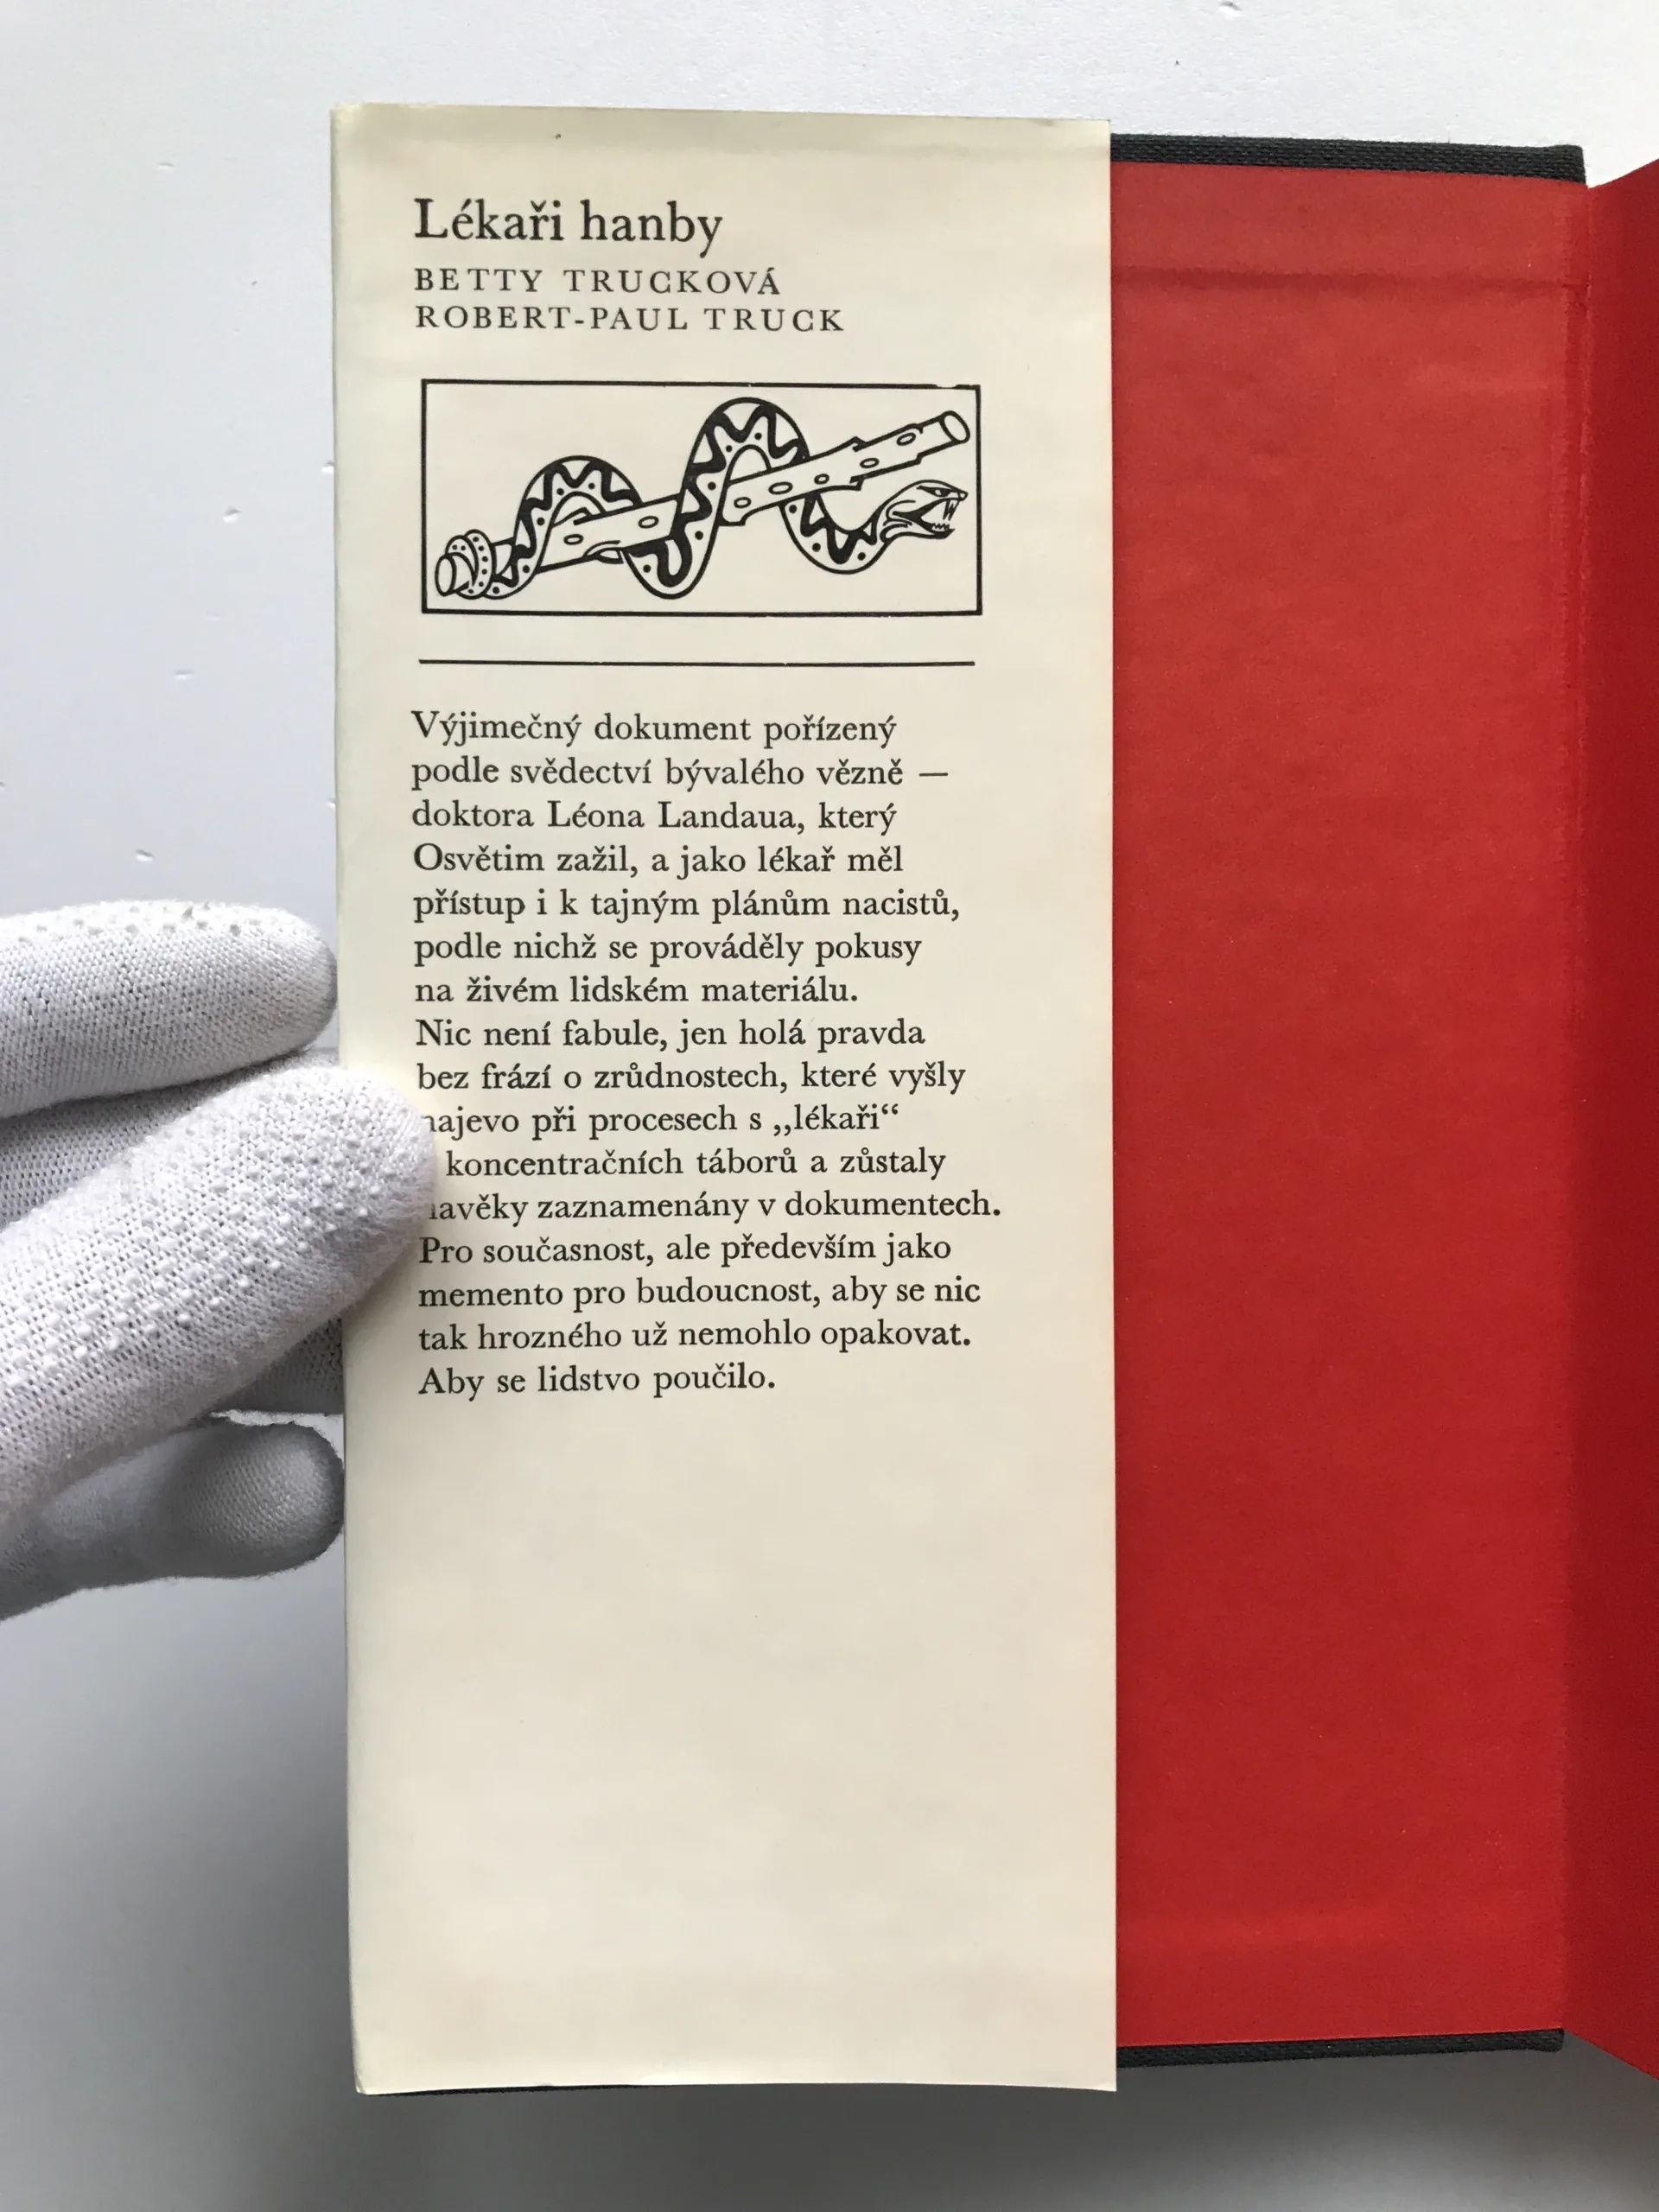 Lékaři hanby
BETTY TRUCKOVÁ
ROBERT-PAUL TRUCK
Výjimečný dokument pořízený
podle svědectví bývalého vězně —
doktora Léona Landaua, který
Osvětim zažil, a jako lékař měl
přístup i k tajným plánům nacistů,
podle nichž se prováděly pokusy
na živém lidském materiálu.
Nic není fabule, jen holá pravda
bez frází o zrůdnostech, které vyšly
najevo při procesech s „lékaři“
koncentračních táborů a zůstaly
navěky zaznamenány v dokumentech.
Pro současnost, ale především jako
memento pro budoucnost, aby se nic
tak hrozného už nemohlo opakovat.
Aby se lidstvo poučilo.